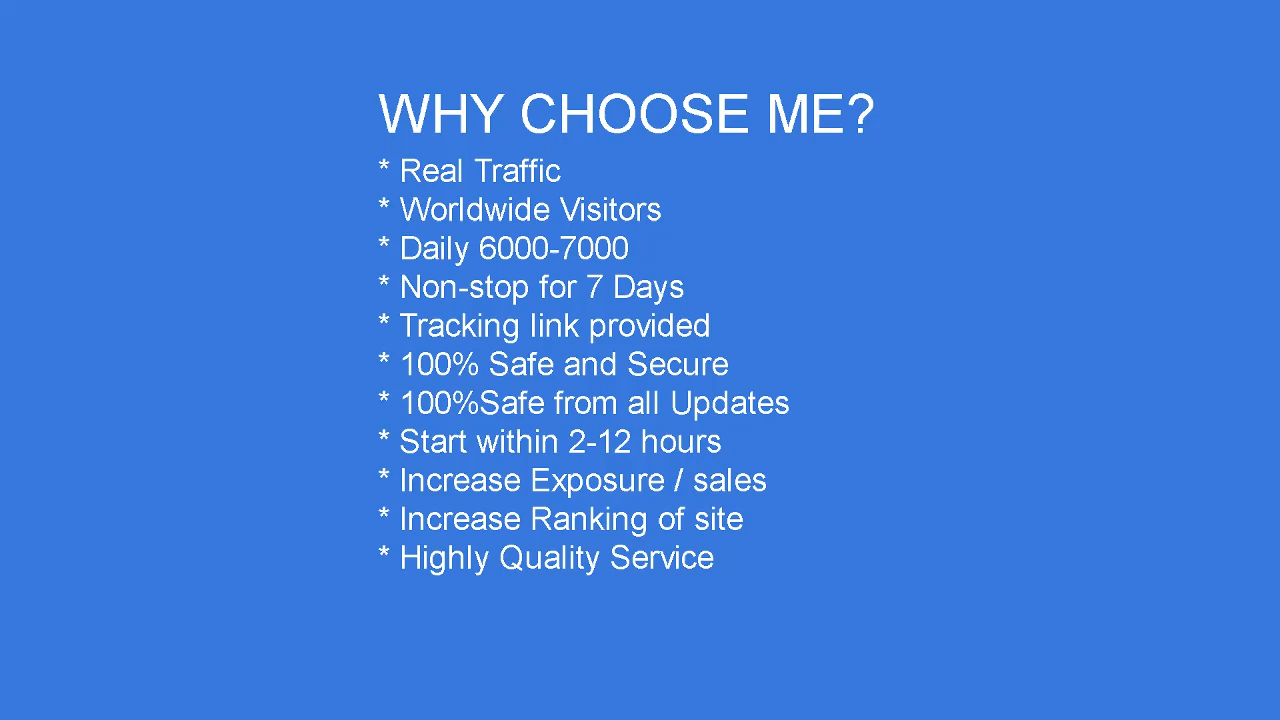 WHY CHOOSE ME?
* Real Traffic
* Worldwide Visitors
* Daily 6000-7000
* Non-stop for 7 Days
* Tracking link provided
* 100% Safe and Secure
* 100%Safe from all Updates
* Start within 2-12 hours
* Increase Exposure / sales
* Increase Ranking of site
* Highly Quality Service